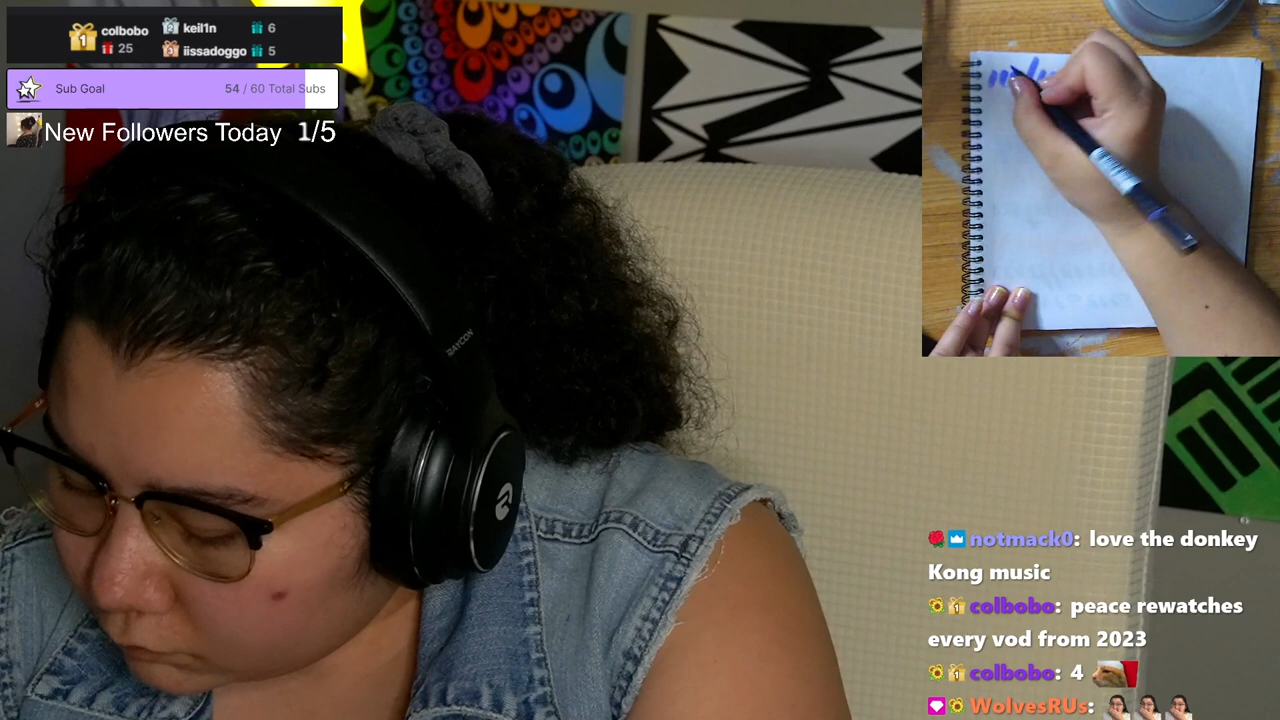 colbobo
25
keil1n
6
iissadoggo
5
Sub Goal
54 / 60 Total Subs
New Followers Today 1/5
RAYCON
notmack0: love the donkey
Kong music
colbobo: peace rewatches
every vod from 2023
colbobo: 4
WolvesRUs: